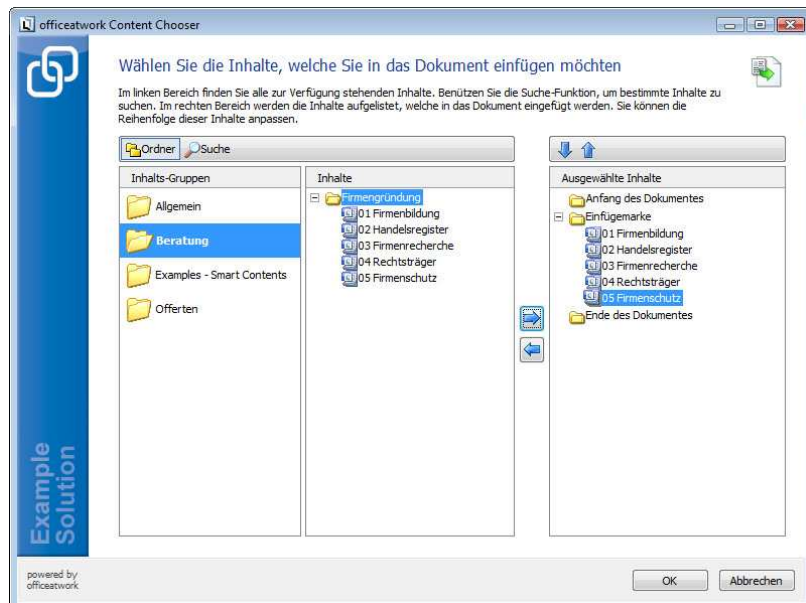 officeatwork Content Chooser
Wählen Sie die Inhalte, welche Sie in das Dokument einfügen möchten
Im linken Bereich finden Sie alle zur Verfügung stehenden Inhalte. Benützen Sie die Suche-Funktion, um bestimmte Inhalte zu
suchen. Im rechten Bereich werden die Inhalte aufgelistet, welche in das Dokument eingefügt werden. Sie können die
Reihenfolge dieser Inhalte anpassen.
Ordner Suche
Inhalts-Gruppen
Allgemein
Beratung
Examples - Smart Contents
Offerten
Inhalte
Firmengründung
01 Firmenbildung
02 Handelsregister
03 Firmenrecherche
04 Rechtsträger
05 Firmenschutz
Ausgewählte Inhalte
Anfang des Dokumentes
Einfügemarke
01 Firmenbildung
02 Handelsregister
03 Firmenrecherche
04 Rechtsträger
05 Firmenschutz
Ende des Dokumentes
Example
Solution
powered by
officeatwork
OK
Abbrechen